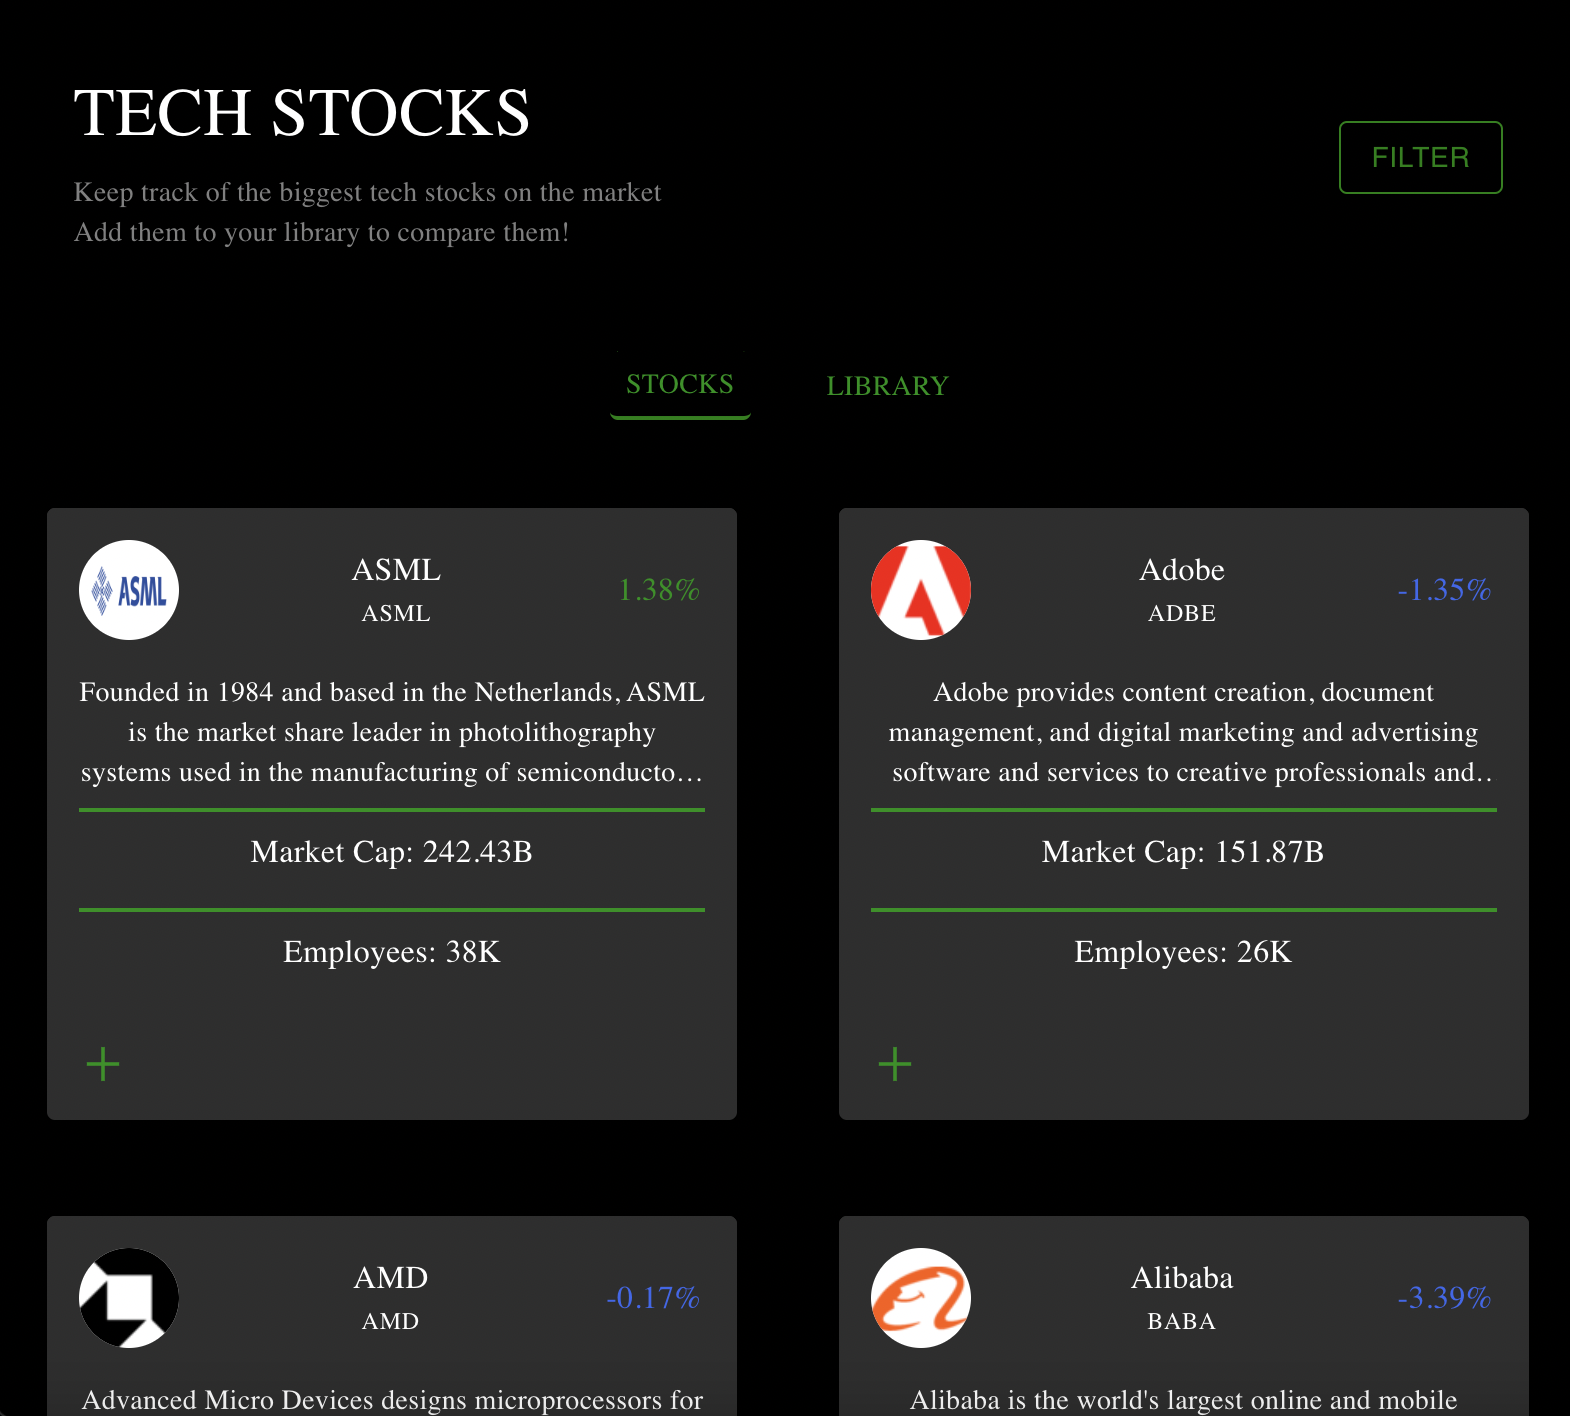 TECH STOCKS
Keep track of the biggest tech stocks on the market
Add them to your library to compare them!
FILTER
STOCKS
LIBRARY
ASML
ASML
ASML
1.38%
Founded in 1984 and based in the Netherlands, ASML
is the market share leader in photolithography
systems used in the manufacturing of semiconducto…
Market Cap: 242.43B
Employees: 38K
+
Adobe
ADBE
-1.35%
Adobe provides content creation, document
management, and digital marketing and advertising
software and services to creative professionals and..
Market Cap: 151.87B
Employees: 26K
+
AMD
AMD
-0.17%
Advanced Micro Devices designs microprocessors for
Alibaba
BABA
-3.39%
Alibaba is the world's largest online and mobile